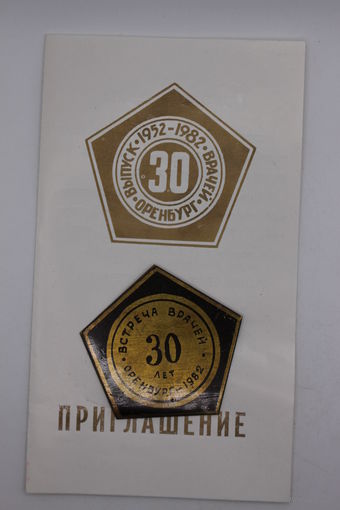 ВЫПУСК · 1952-1982 · ВРАЧЕЙ · ОРЕНБУРГ ·
30
· ВСТРЕЧА ВРАЧЕЙ ·
30
ЛЕТ
ОРЕНБУРГ-1982
ПРИГЛАШЕНИЕ